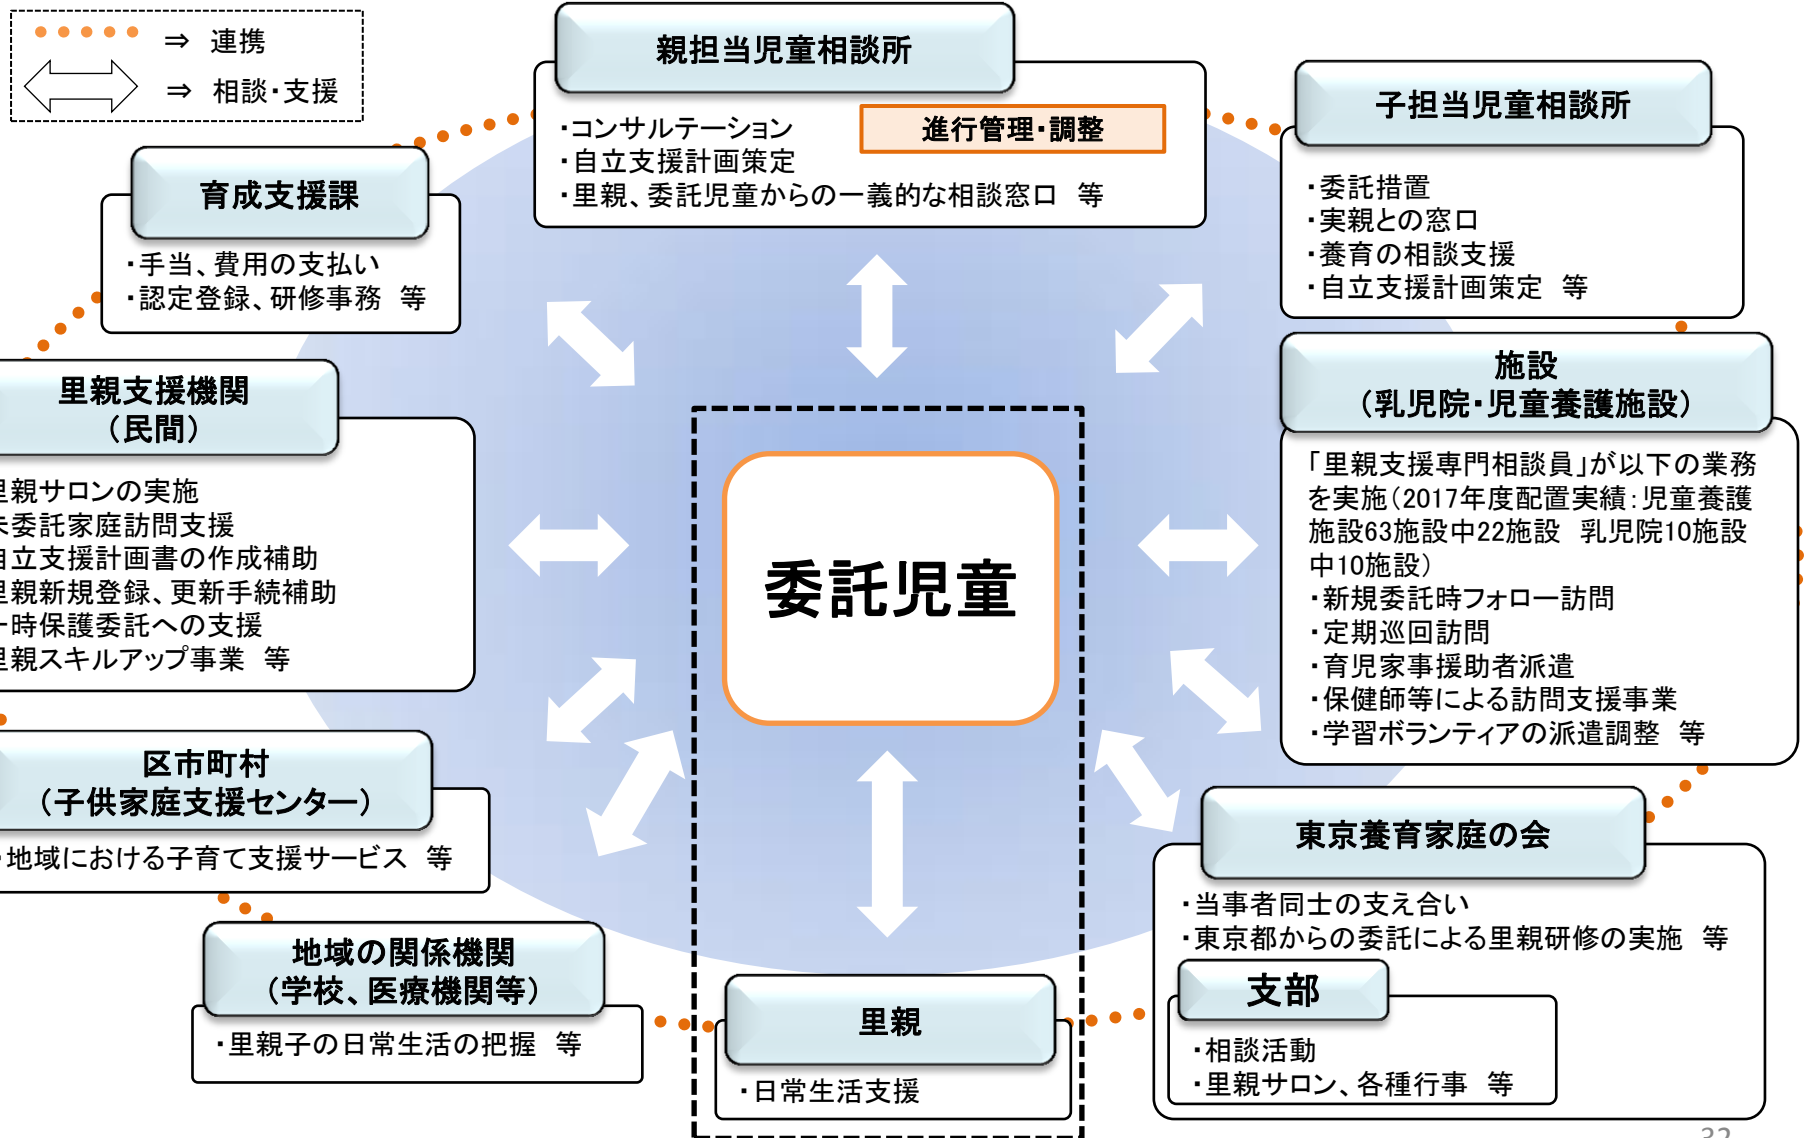 ⇒ 連携
⇒ 相談・支援
親担当児童相談所
進行管理・調整
・コンサルテーション
・自立支援計画策定
・里親、委託児童からの一義的な相談窓口 等
子担当児童相談所
・委託措置
・実親との窓口
・養育の相談支援
・自立支援計画策定 等
育成支援課
・手当、費用の支払い
・認定登録、研修事務 等
里親支援機関
（民間）
里親サロンの実施
未委託家庭訪問支援
自立支援計画書の作成補助
里親新規登録、更新手続補助
一時保護委託への支援
里親スキルアップ事業 等
施設
（乳児院・児童養護施設）
「里親支援専門相談員」が以下の業務
を実施（2017年度配置実績：児童養護
施設63施設中22施設 乳児院10施設
中10施設）
・新規委託時フォロー訪問
・定期巡回訪問
・育児家事援助者派遣
・保健師等による訪問支援事業
・学習ボランティアの派遣調整 等
委託児童
区市町村
（子供家庭支援センター）
・地域における子育て支援サービス 等
東京養育家庭の会
・当事者同士の支え合い
・東京都からの委託による里親研修の実施 等
支部
・相談活動
・里親サロン、各種行事 等
地域の関係機関
（学校、医療機関等）
・里親子の日常生活の把握 等
里親
・日常生活支援
32